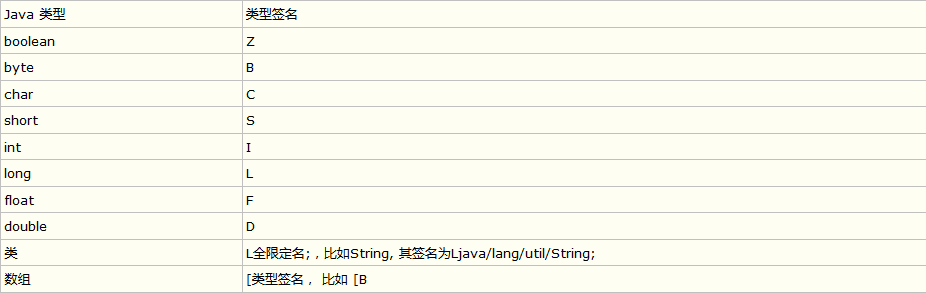 Java 类型 类型签名
boolean Z
byte B
char C
short S
int I
long L
float F
double D
类 L全限定名; , 比如String, 其签名为Ljava/lang/util/String;
数组 [类型签名 , 比如 [B